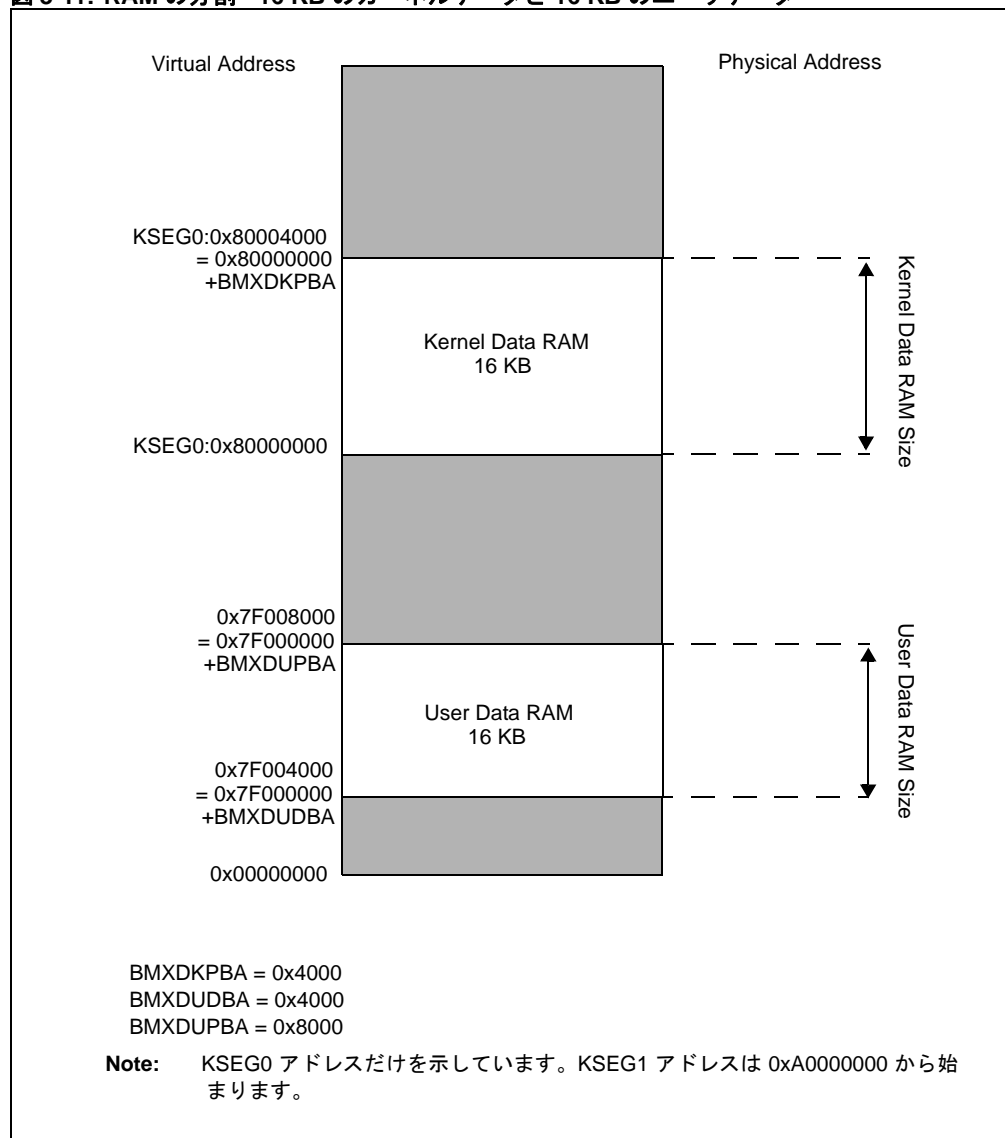 Virtual Address
Physical Address
KSEG0:0x80004000
= 0x80000000
+BMXDKPBA
Kernel Data RAM
16 KB
Kernel Data RAM Size
KSEG0:0x80000000
0x7F008000
= 0x7F000000
+BMXDUPBA
User Data RAM
16 KB
User Data RAM Size
0x7F004000
= 0x7F000000
+BMXDUDBA
0x00000000
BMXDKPBA = 0x4000
BMXDUDBA = 0x4000
BMXDUPBA = 0x8000
Note: KSEG0 アドレスだけを示しています。KSEG1 アドレスは 0xA0000000 から始
まります。